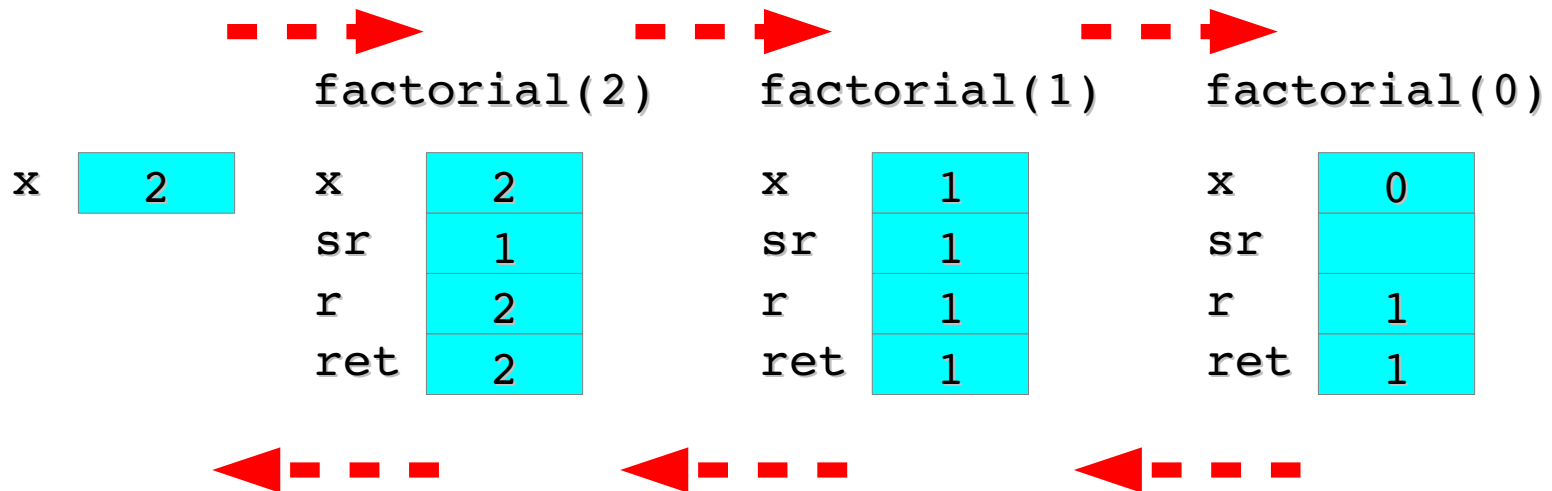 factorial(2) factorial(1) factorial(0)
x 2 x 2 x 1 x 0
sr 1 sr 1 sr
r 2 r 1 r 1
ret 2 ret 1 ret 1